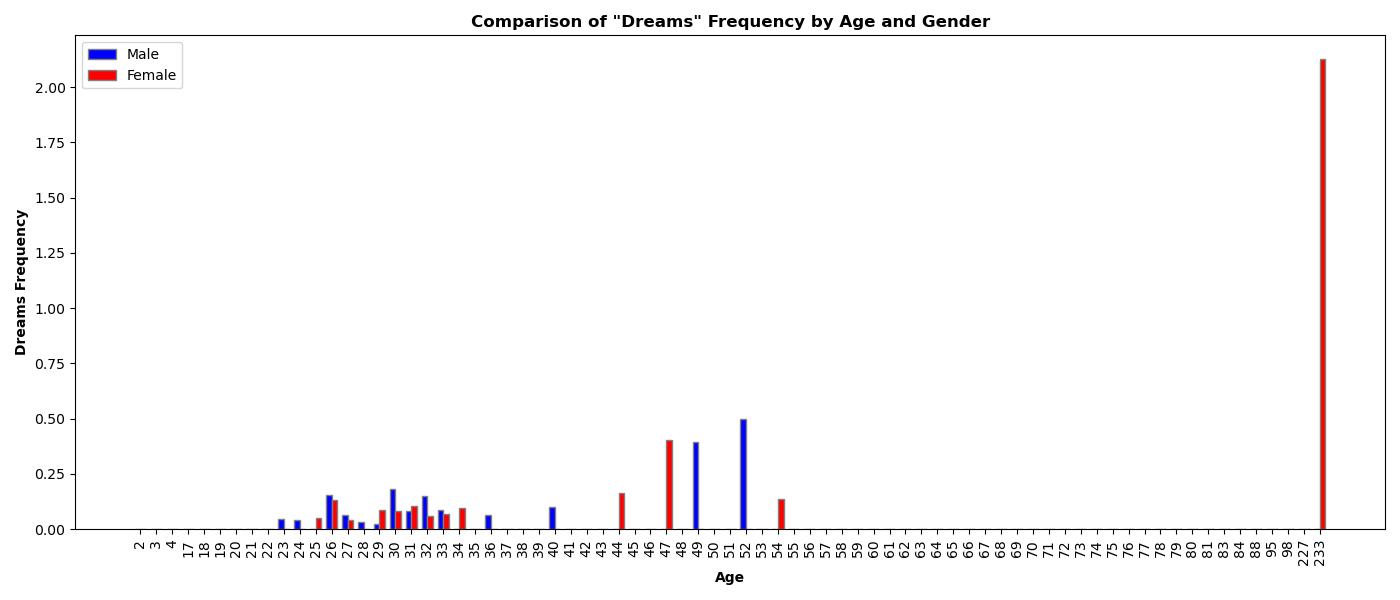 Comparison of "Dreams" Frequency by Age and Gender
Male
Female
2.00
1.75
1.50
1.25
1.00
0.75
0.50
0.25
0.00
Dreams Frequency
2 3 4 17 18 19 20 21 22 23 24 25 26 27 28 29 30 31 32 33 34 35 36 37 38 39 40 41 42 43 44 45 46 47 48 49 50 51 52 53 54 55 56 57 58 59 60 61 62 63 64 65 66 67 68 69 70 71 72 73 74 75 76 77 78 79 80 81 83 84 88 95 98 227 233
Age